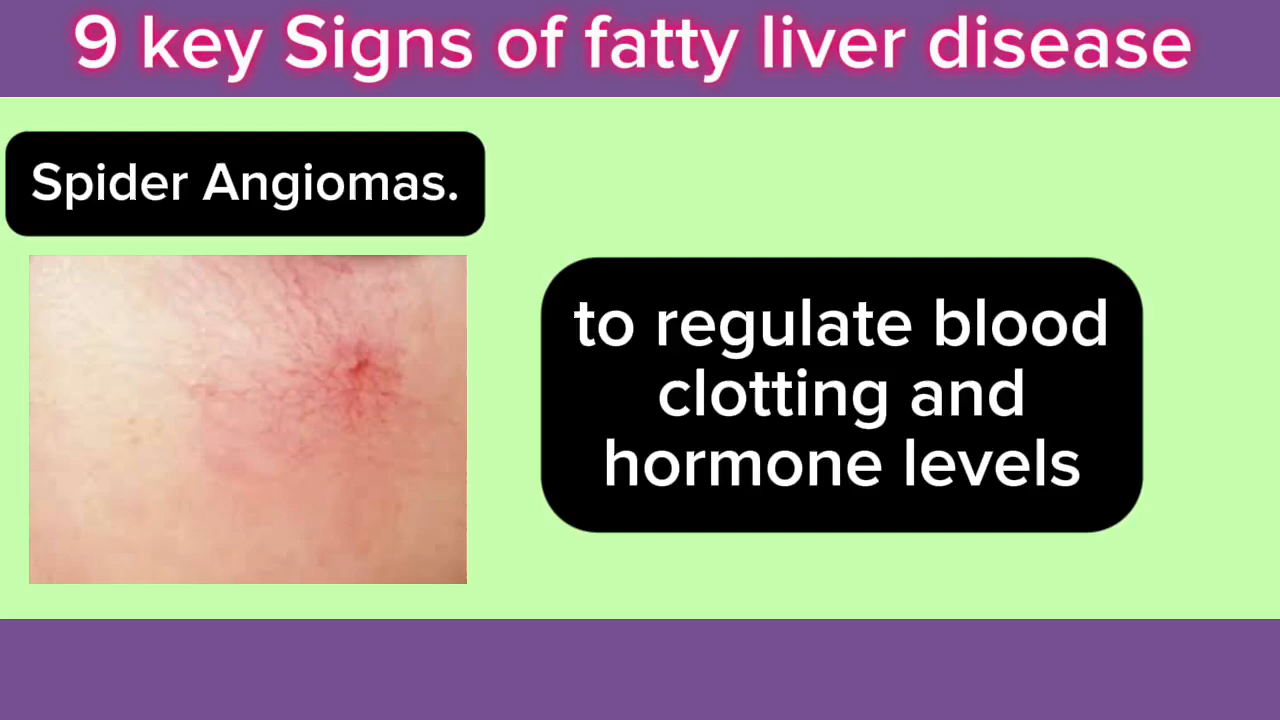 9 key Signs of fatty liver disease
Spider Angiomas.
to regulate blood
clotting and
hormone levels